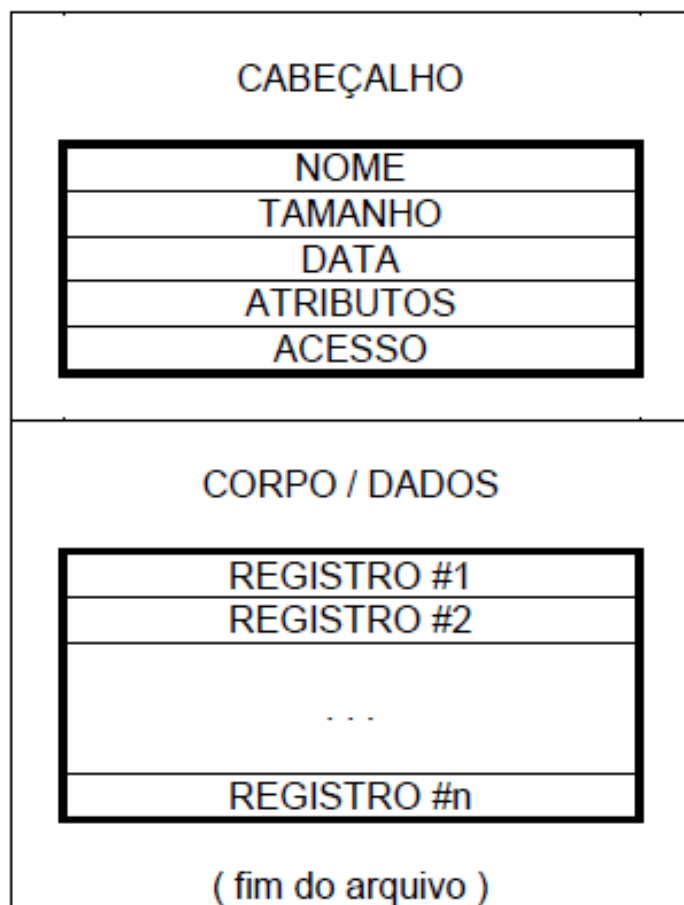 CABEÇALHO
NOME
TAMANHO
DATA
ATRIBUTOS
ACESSO
CORPO / DADOS
REGISTRO #1
REGISTRO #2
. . .
REGISTRO #n
( fim do arquivo )